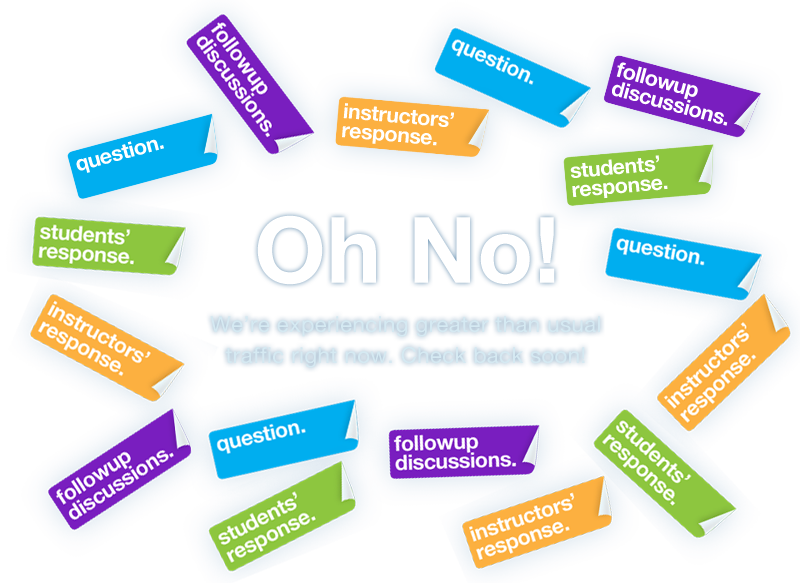 followup
discussions.
question.
followup
discussions.
instructors'
response.
question.
students'
response.
students'
response.
Oh No!
question.
We're experiencing greater than usual
traffic right now. Check back soon!
instructors'
response.
instructors'
response.
question.
followup
discussions.
students'
response.
followup
discussions.
students'
response.
instructors'
response.